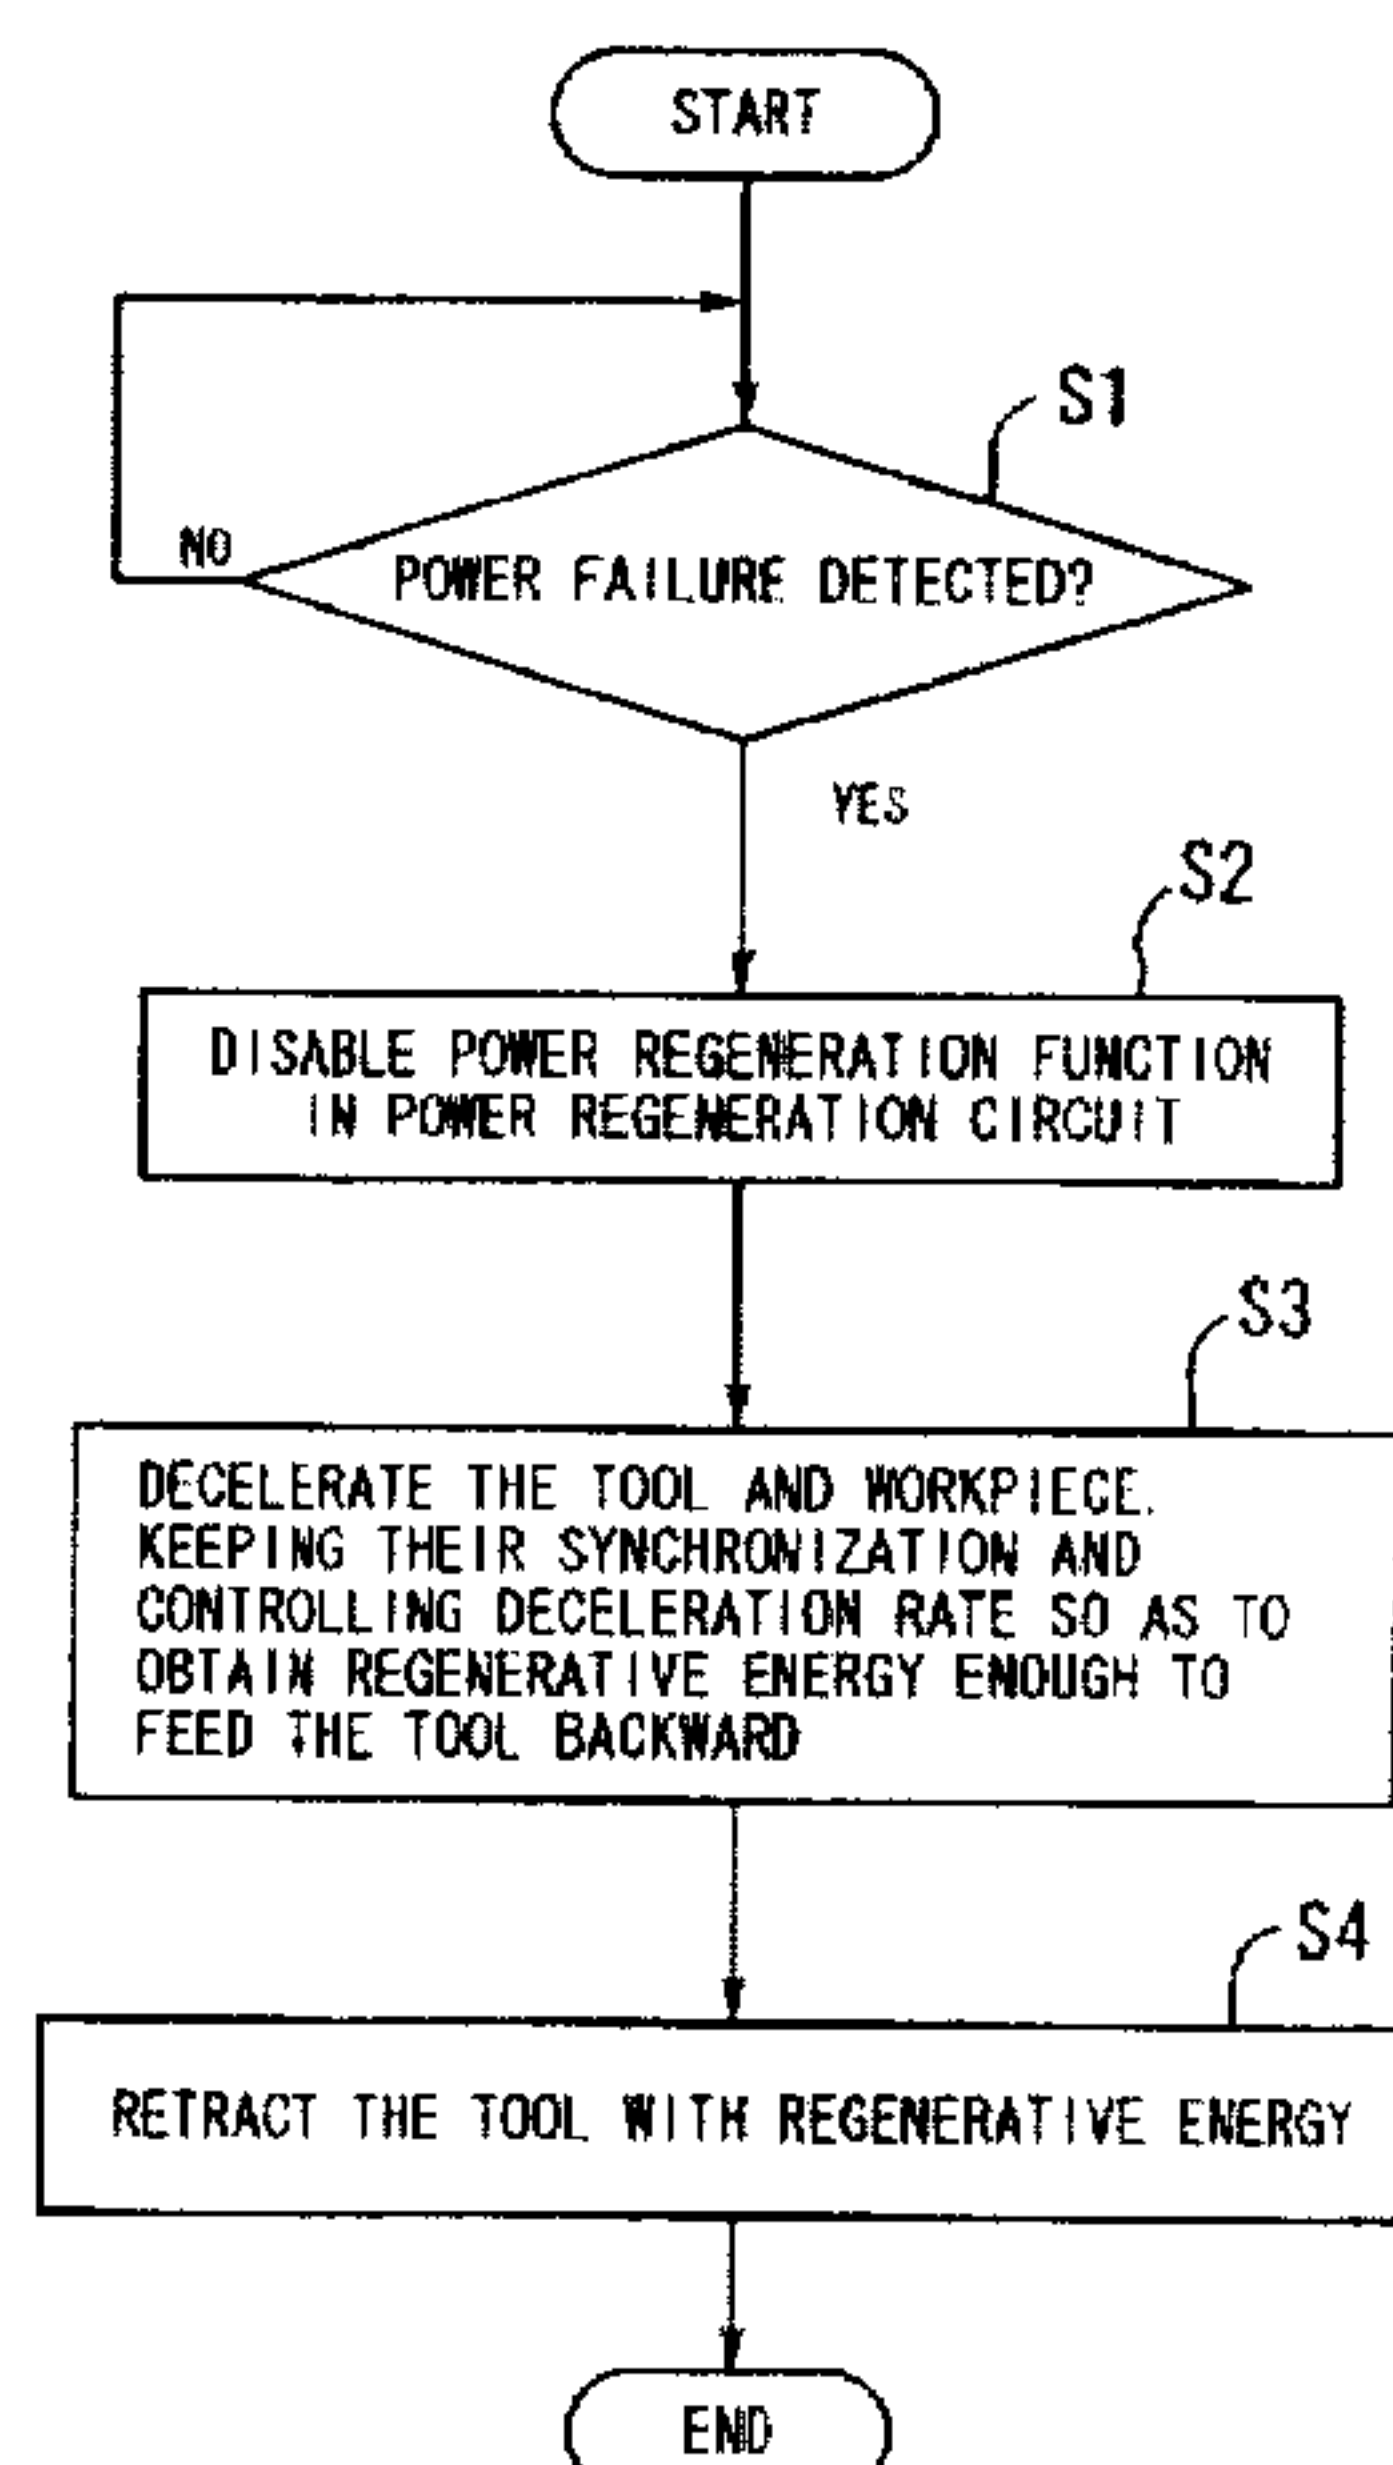 START
S1
NO
POWER FAILURE DETECTED?
YES
S2
DISABLE POWER REGENERATION FUNCTION
IN POWER REGENERATION CIRCUIT
S3
DECELERATE THE TOOL AND WORKPIECE.
KEEPING THEIR SYNCHRONIZATION AND
CONTROLLING DECELERATION RATE SO AS TO
OBTAIN REGENERATIVE ENERGY ENOUGH TO
FEED THE TOOL BACKWARD
S4
RETRACT THE TOOL WITH REGENERATIVE ENERGY
END